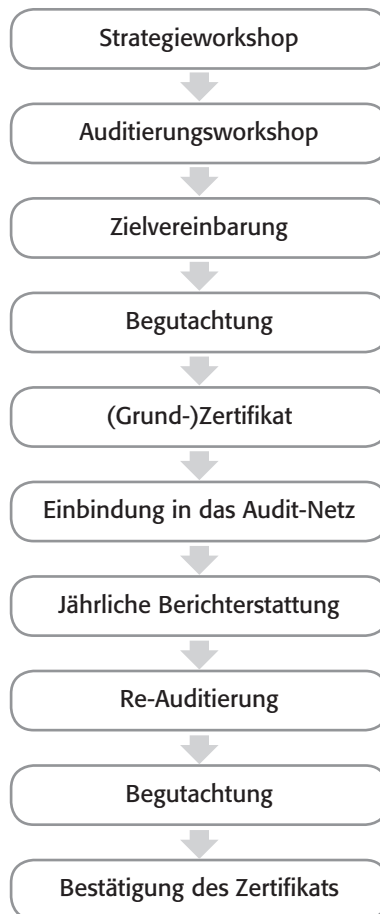 Strategieworkshop
Auditierungsworkshop
Zielvereinbarung
Begutachtung
(Grund-)Zertifikat
Einbindung in das Audit-Netz
Jährliche Berichterstattung
Re-Auditierung
Begutachtung
Bestätigung des Zertifikats